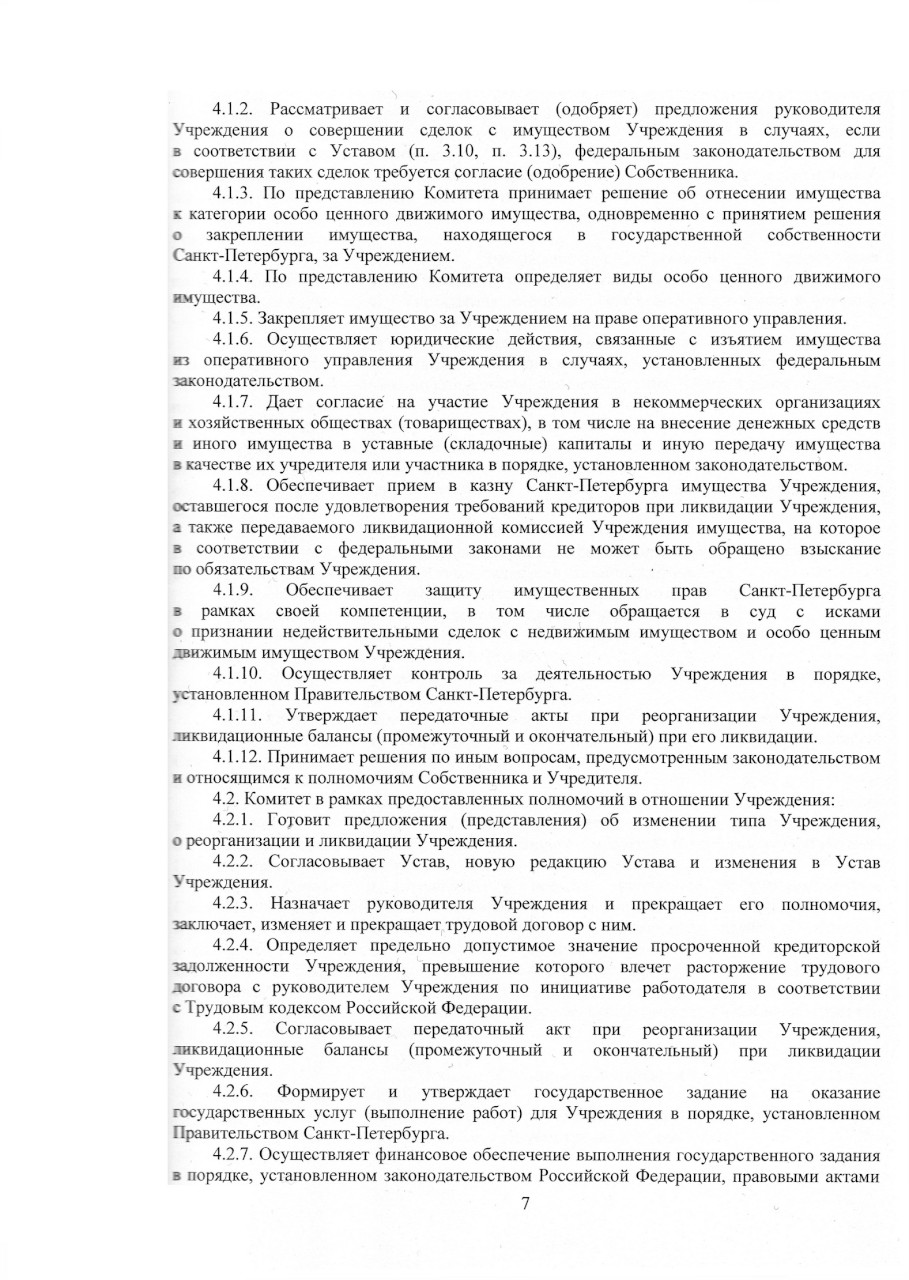 4.1.2. Рассматривает и согласовывает (одобряет) предложения руководителя
Учреждения о совершении сделок с имуществом Учреждения в случаях, если
в соответствии с Уставом (п. 3.10, п. 3.13), федеральным законодательством для
совершения таких сделок требуется согласие (одобрение) Собственника.
4.1.3. По представлению Комитета принимает решение об отнесении имущества
к категории особо ценного движимого имущества, одновременно с принятием решения
о закреплении имущества, находящегося в государственной собственности
Санкт-Петербурга, за Учреждением.
4.1.4. По представлению Комитета определяет виды особо ценного движимого
имущества.
4.1.5. Закрепляет имущество за Учреждением на праве оперативного управления.
4.1.6. Осуществляет юридические действия, связанные с изъятием имущества
из оперативного управления Учреждения в случаях, установленных федеральным
законодательством.
4.1.7. Дает согласие на участие Учреждения в некоммерческих организациях
и хозяйственных обществах (товариществах), в том числе на внесение денежных средств
и иного имущества в уставные (складочные) капиталы и иную передачу имущества
в качестве их учредителя или участника в порядке, установленном законодательством.
4.1.8. Обеспечивает прием в казну Санкт-Петербурга имущества Учреждения,
оставшегося после удовлетворения требований кредиторов при ликвидации Учреждения,
а также передаваемого ликвидационной комиссией Учреждения имущества, на которое
в соответствии с федеральными законами не может быть обращено взыскание
по обязательствам Учреждения.
4.1.9. Обеспечивает защиту имущественных прав Санкт-Петербурга
в рамках своей компетенции, в том числе обращается в суд с исками
о признании недействительными сделок с недвижимым имуществом и особо ценным
движимым имуществом Учреждения.
4.1.10. Осуществляет контроль за деятельностью Учреждения в порядке,
установленном Правительством Санкт-Петербурга.
4.1.11. Утверждает передаточные акты при реорганизации Учреждения,
ликвидационные балансы (промежуточный и окончательный) при его ликвидации.
4.1.12. Принимает решения по иным вопросам, предусмотренным законодательством
и относящимся к полномочиям Собственника и Учредителя.
4.2. Комитет в рамках предоставленных полномочий в отношении Учреждения:
4.2.1. Готовит предложения (представления) об изменении типа Учреждения,
о реорганизации и ликвидации Учреждения.
4.2.2. Согласовывает Устав, новую редакцию Устава и изменения в Устав
Учреждения.
4.2.3. Назначает руководителя Учреждения и прекращает его полномочия,
заключает, изменяет и прекращает трудовой договор с ним.
4.2.4. Определяет предельно допустимое значение просроченной кредиторской
задолженности Учреждения, превышение которого влечет расторжение трудового
договора с руководителем Учреждения по инициативе работодателя в соответствии
с Трудовым кодексом Российской Федерации.
4.2.5. Согласовывает передаточный акт при реорганизации Учреждения,
ликвидационные балансы (промежуточный и окончательный) при ликвидации
Учреждения.
4.2.6. Формирует и утверждает государственное задание на оказание
государственных услуг (выполнение работ) для Учреждения в порядке, установленном
Правительством Санкт-Петербурга.
4.2.7. Осуществляет финансовое обеспечение выполнения государственного задания
в порядке, установленном законодательством Российской Федерации, правовыми актами
7